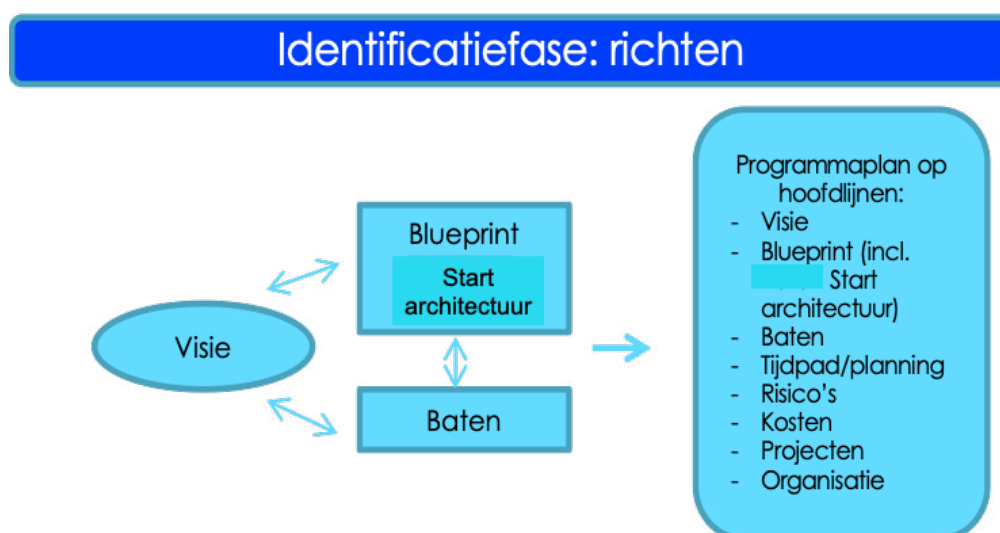 Identificatiefase: richten
Visie
Blueprint
Start
architectuur
Baten
Programmaplan op
hoofdlijnen:
- Visie
- Blueprint (incl.
Start
architectuur)
- Baten
- Tijdpad/planning
- Risico's
- Kosten
- Projecten
- Organisatie